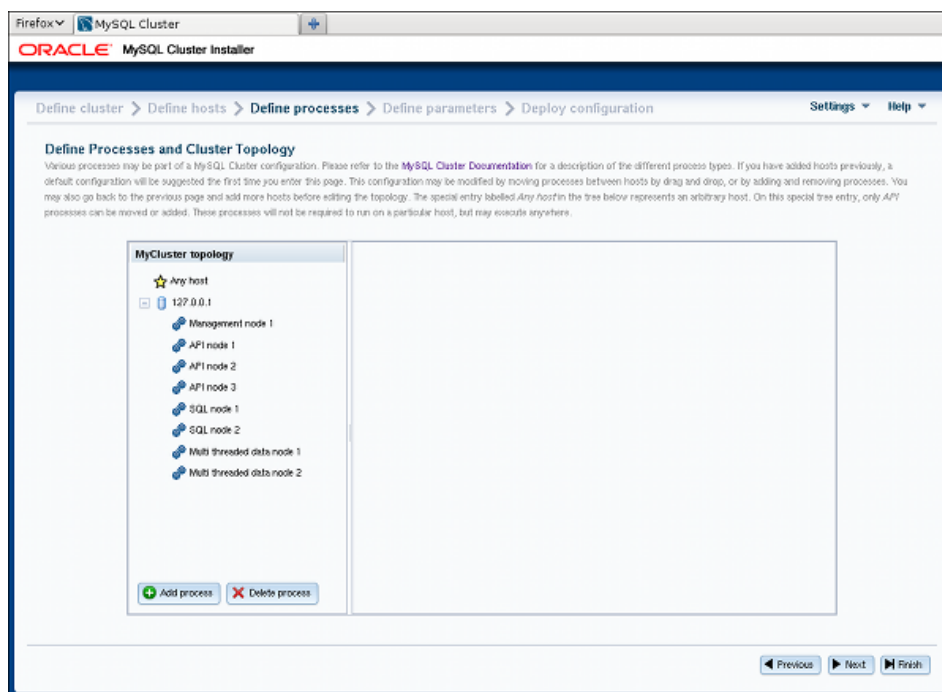 Firefox
MySQL Cluster
ORACLE MySQL Cluster Installer
Define cluster > Define hosts > Define processes > Define parameters > Deploy configuration Settings Help
Define Processes and Cluster Topology
Various processes may be part of a MySQL Cluster configuration. Please refer to the MySQL Cluster Documentation for a description of the different process types. If you have added hosts previously, a
default configuration will be suggested the first time you enter this page. This configuration may be modified by moving processes between hosts by drag and drop, or by adding and removing processes. You
may also go back to the previous page and add more hosts before editing the topology. The special entry labelled Any host in the tree below represents an arbitrary host. On this special tree entry, only API
processes can be moved or added. These processes will not be required to run on a particular host, but may execute anywhere.
MyCluster topology
Any host
127.0.0.1
Management node 1
API node 1
API node 2
API node 3
SQL node 1
SQL node 2
Multi threaded data node 1
Multi threaded data node 2
Add process Delete process
Previous Next Finish